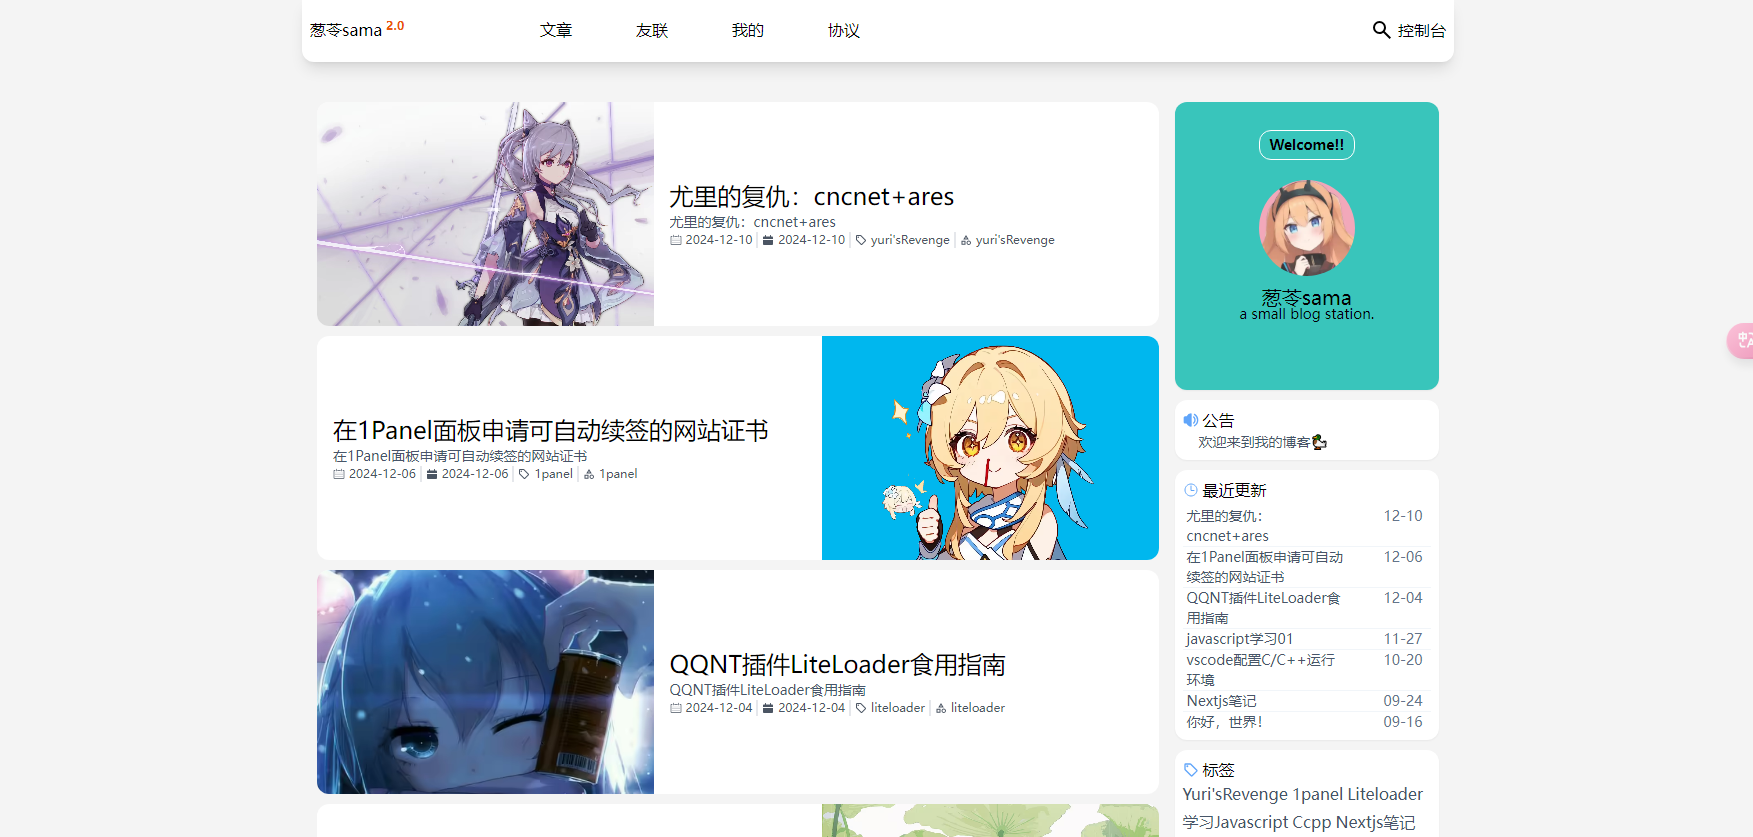 葱苓sama 2.0
文章
友联
我的
协议
控制台
尤里的复仇：cncnet+ares
尤里的复仇：cncnet+ares
2024-12-10 | 2024-12-10 | yuri'sRevenge | yuri'sRevenge
在1Panel面板申请可自动续签的网站证书
在1Panel面板申请可自动续签的网站证书
2024-12-06 | 2024-12-06 | 1panel | 1panel
QQNT插件LiteLoader食用指南
QQNT插件LiteLoader食用指南
2024-12-04 | 2024-12-04 | liteloader | liteloader
Welcome!!
葱苓sama
a small blog station.
公告
欢迎来到我的博客
最近更新
尤里的复仇： 12-10
cncnet+ares
在1Panel面板申请可自动 12-06
续签的网站证书
QQNT插件LiteLoader食 12-04
用指南
javascript学习01 11-27
vscode配置C/C++运行 10-20
环境
Nextjs笔记 09-24
你好，世界！ 09-16
标签
Yuri'sRevenge 1panel Liteloader
学习Javascript Ccpp Nextjs笔记